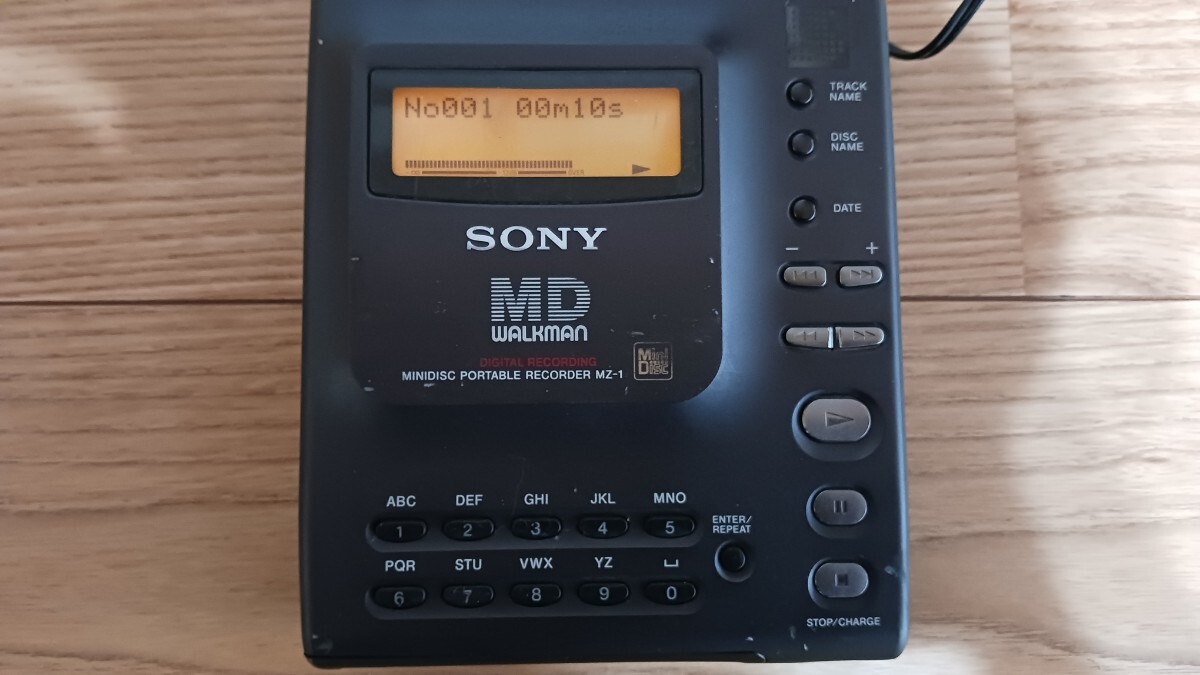 No001 00m10s
OVER
SONY
MD
WALKMAN
DIGITAL RECORDING
MINIDISC PORTABLE RECORDER MZ-1
Mini
Disc
TRACK
NAME
DISC
NAME
DATE
- +
ABC DEF GHI JKL MNO
1 2 3 4 5
PQR STU VWX YZ
6 7 8 9 0
ENTER/
REPEAT
STOP/CHARGE